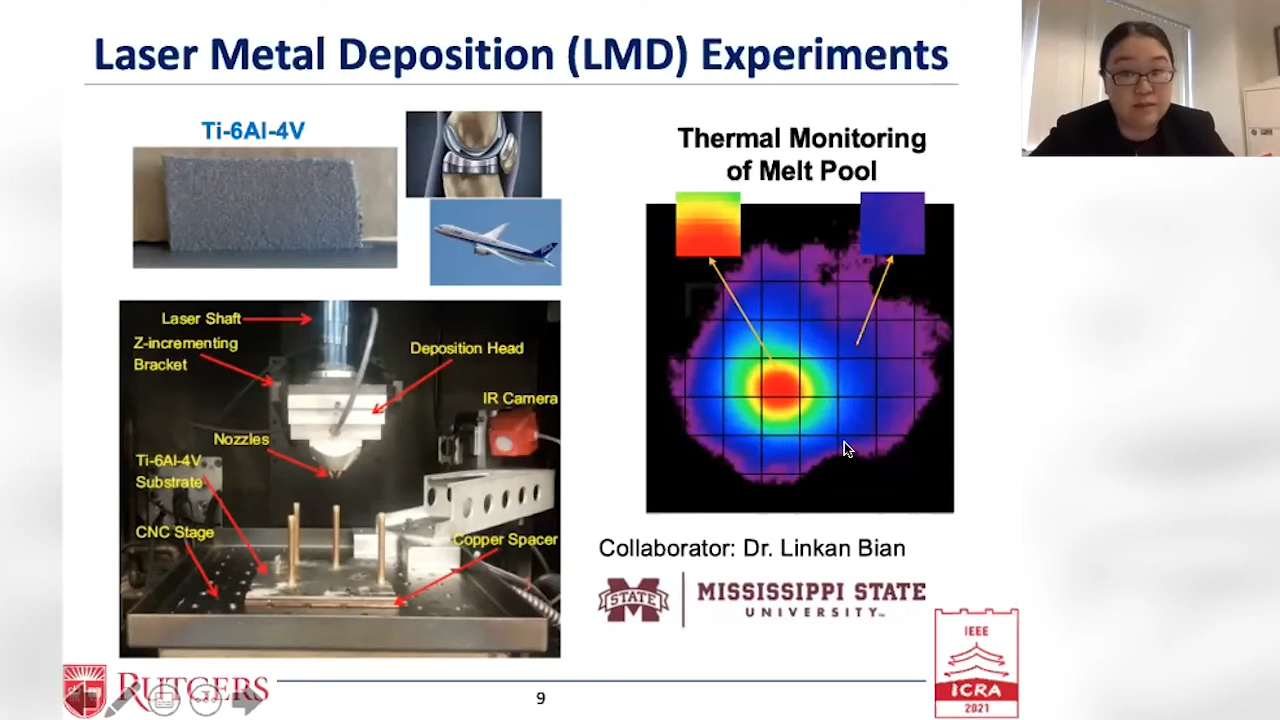 Laser Metal Deposition (LMD) Experiments
Ti-6Al-4V
Thermal Monitoring
of Melt Pool
Laser Shaft
Z-incrementing
Bracket
Deposition Head
IR Camera
Nozzles
Ti-6Al-4V
Substrate
CNC Stage
Copper Spacer
Collaborator: Dr. Linkan Bian
STATE
MISSISSIPPI STATE
UNIVERSITY™
RUTGERS
9
IEEE
ICRA
2021